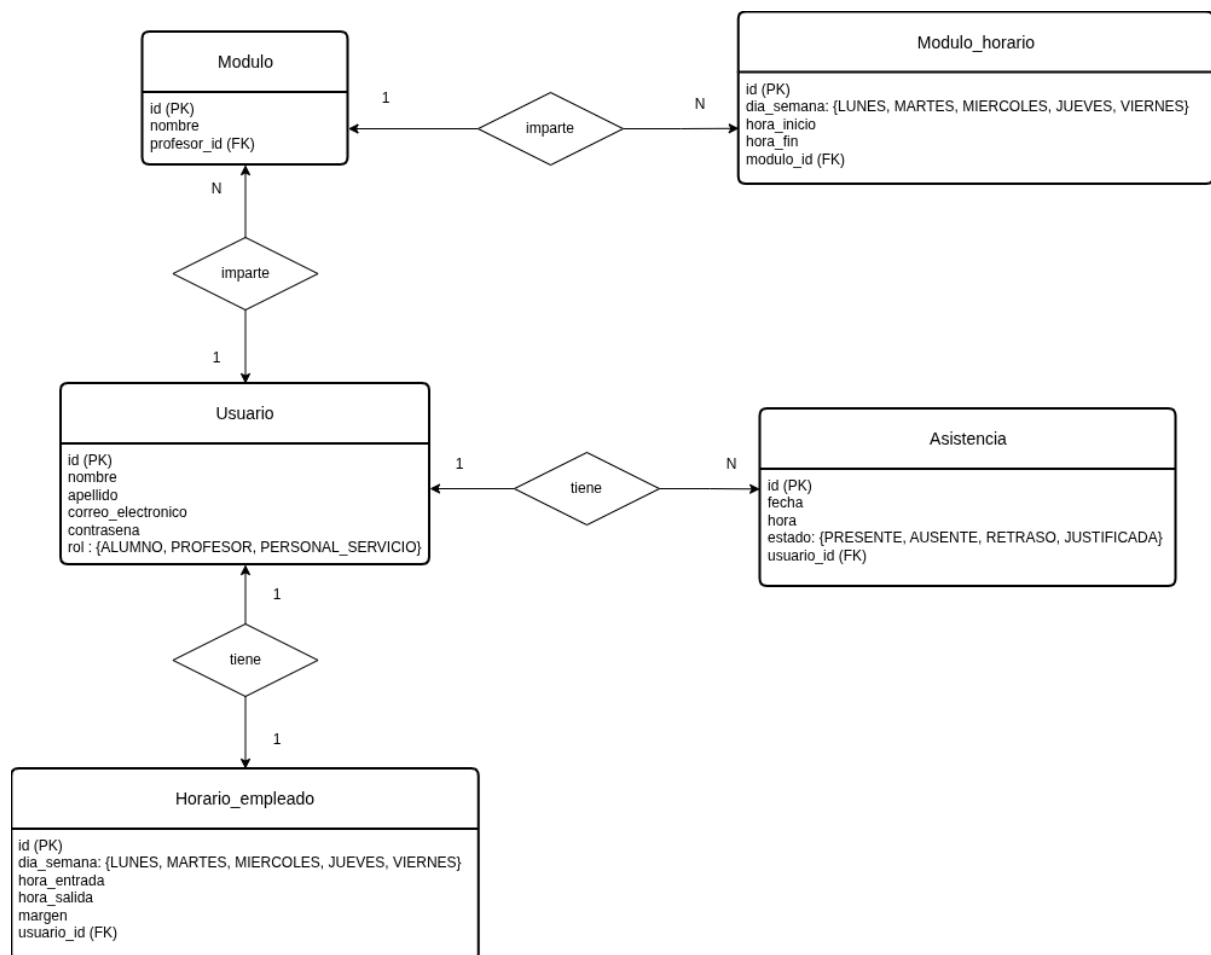 Modulo
id (PK)
nombre
profesor_id (FK)
1
imparte
N
Modulo_horario
id (PK)
dia_semana: {LUNES, MARTES, MIERCOLES, JUEVES, VIERNES}
hora_inicio
hora_fin
modulo_id (FK)
N
imparte
1
Usuario
id (PK)
nombre
apellido
correo_electronico
contrasena
rol : {ALUMNO, PROFESOR, PERSONAL_SERVICIO}
1
tiene
N
Asistencia
id (PK)
fecha
hora
estado: {PRESENTE, AUSENTE, RETRASO, JUSTIFICADA}
usuario_id (FK)
1
tiene
1
Horario_empleado
id (PK)
dia_semana: {LUNES, MARTES, MIERCOLES, JUEVES, VIERNES}
hora_entrada
hora_salida
margen
usuario_id (FK)